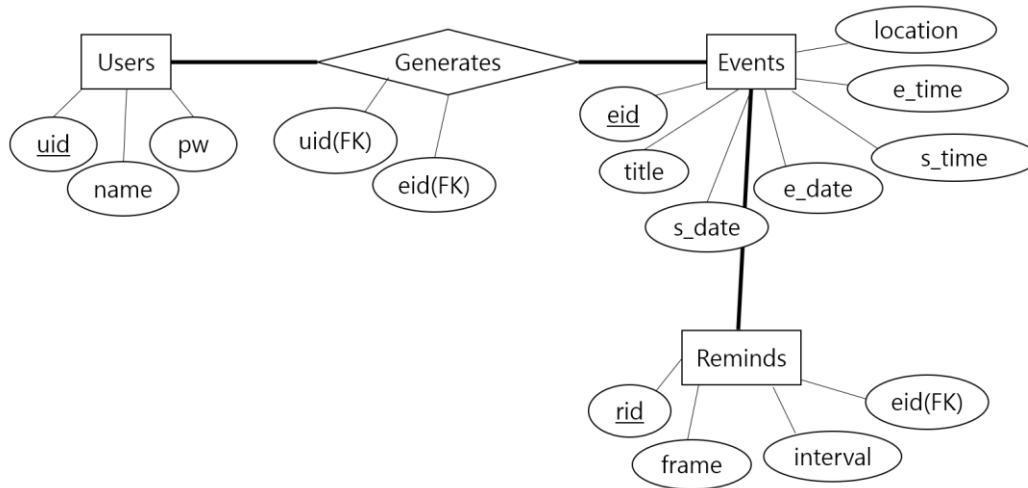 location
Users
Generates
Events
e_time
uid
pw
name
uid(FK)
eid(FK)
eid
title
s_date
e_date
s_time
Reminds
rid
frame
interval
eid(FK)